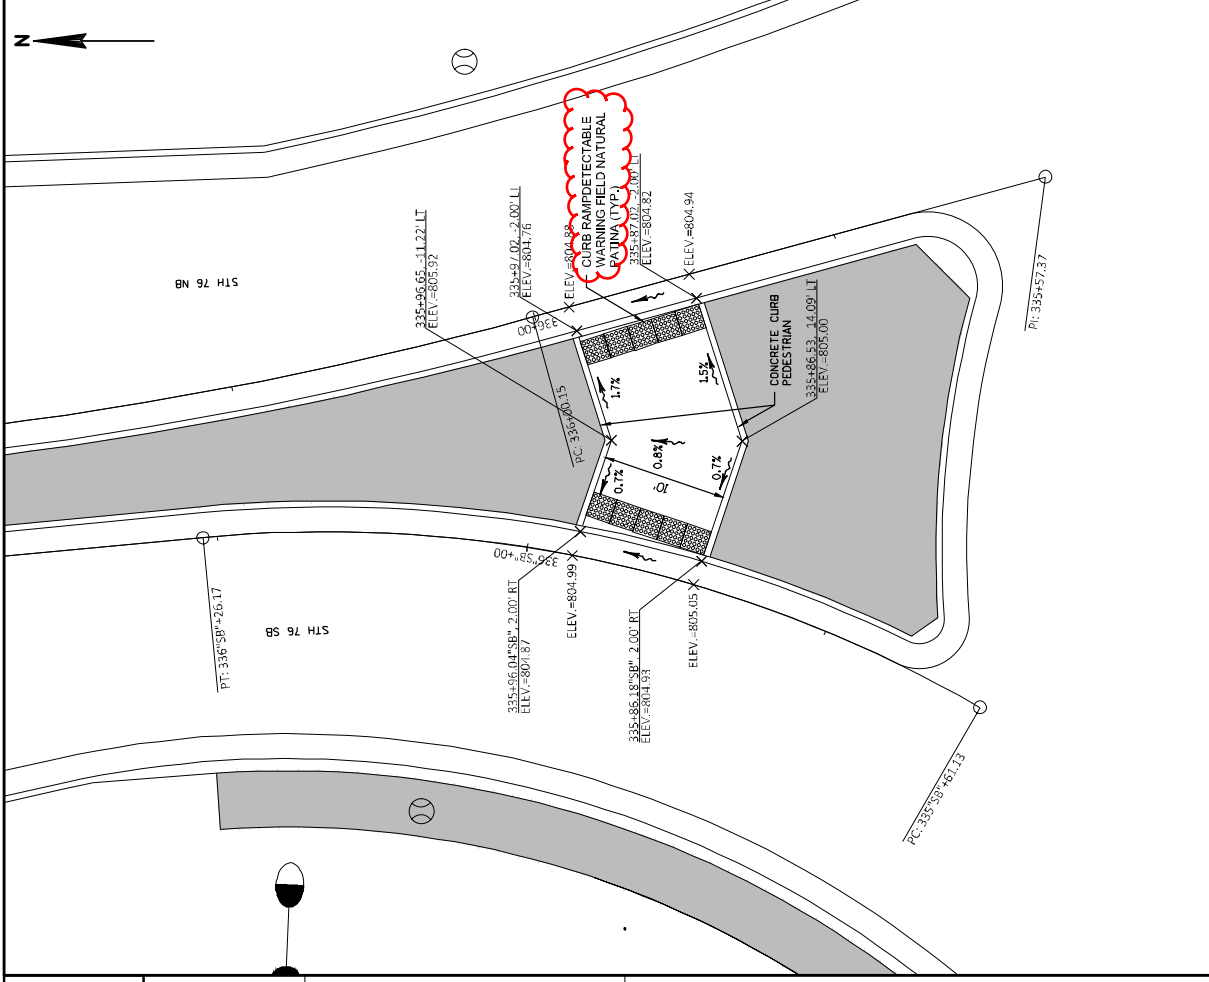 N
STH 76 NB
335+96.65, -11.22' LT
ELEV.=805.92
335+97.02, -2.00' LT
ELEV.=804.76
ELEV.=804.88
CURB RAMPDETECTABLE
WARNING FIELD NATURAL
PATINA (TYP.)
335+87.02, -2.00' LT
ELEV.=804.82
ELEV.=804.94
336+00
PC: 336+00.15
PI: 335+57.37
1.7%
1.5%
0.8%
0.7%
0.7%
10'
CONCRETE CURB
PEDESTRIAN
335+86.53, 14.09' LT
ELEV.=805.00
336"SB"+00
PT: 336"SB"+26.17
STH 76 SB
335+96.04"SB", 2.00' RT
ELEV.=804.87
ELEV.=804.99
335+86.18"SB", 2.00' RT
ELEV.=804.93
ELEV.=805.05
PC: 335"SB"+61.13